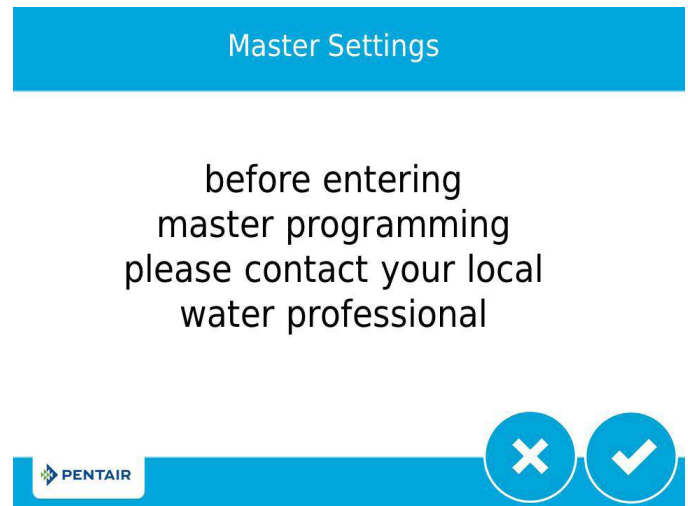 Master Settings
before entering
master programming
please contact your local
water professional
PENTAIR